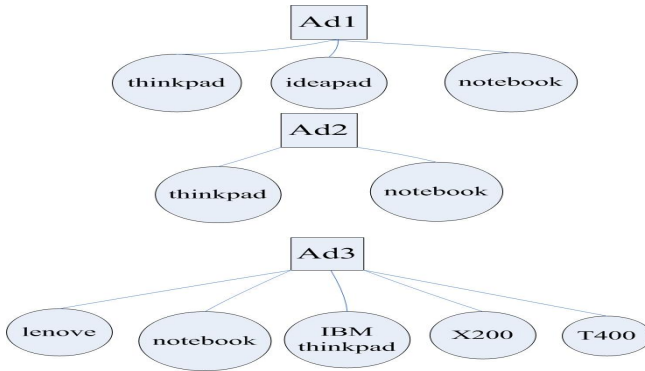 Ad1
thinkpad ideapad notebook
Ad2
thinkpad notebook
Ad3
lenove notebook IBM thinkpad X200 T400